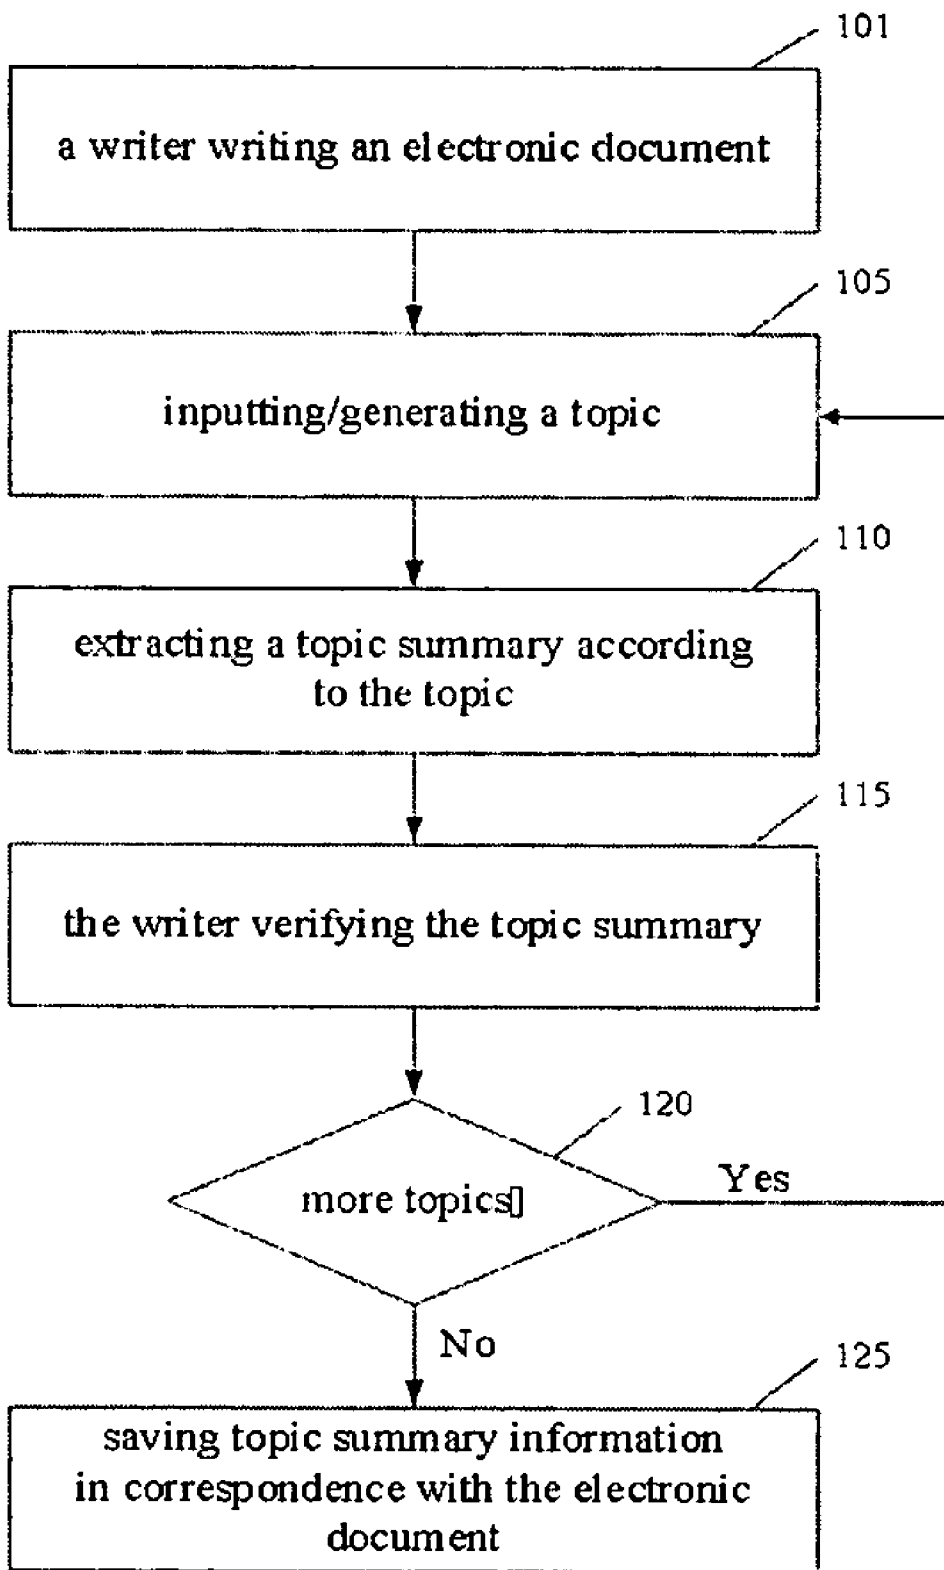 101
a writer writing an electronic document
105
inputting/generating a topic
110
extracting a topic summary according
to the topic
115
the writer verifying the topic summary
120
more topics▯
Yes
No
125
saving topic summary information
in correspondence with the electronic
document